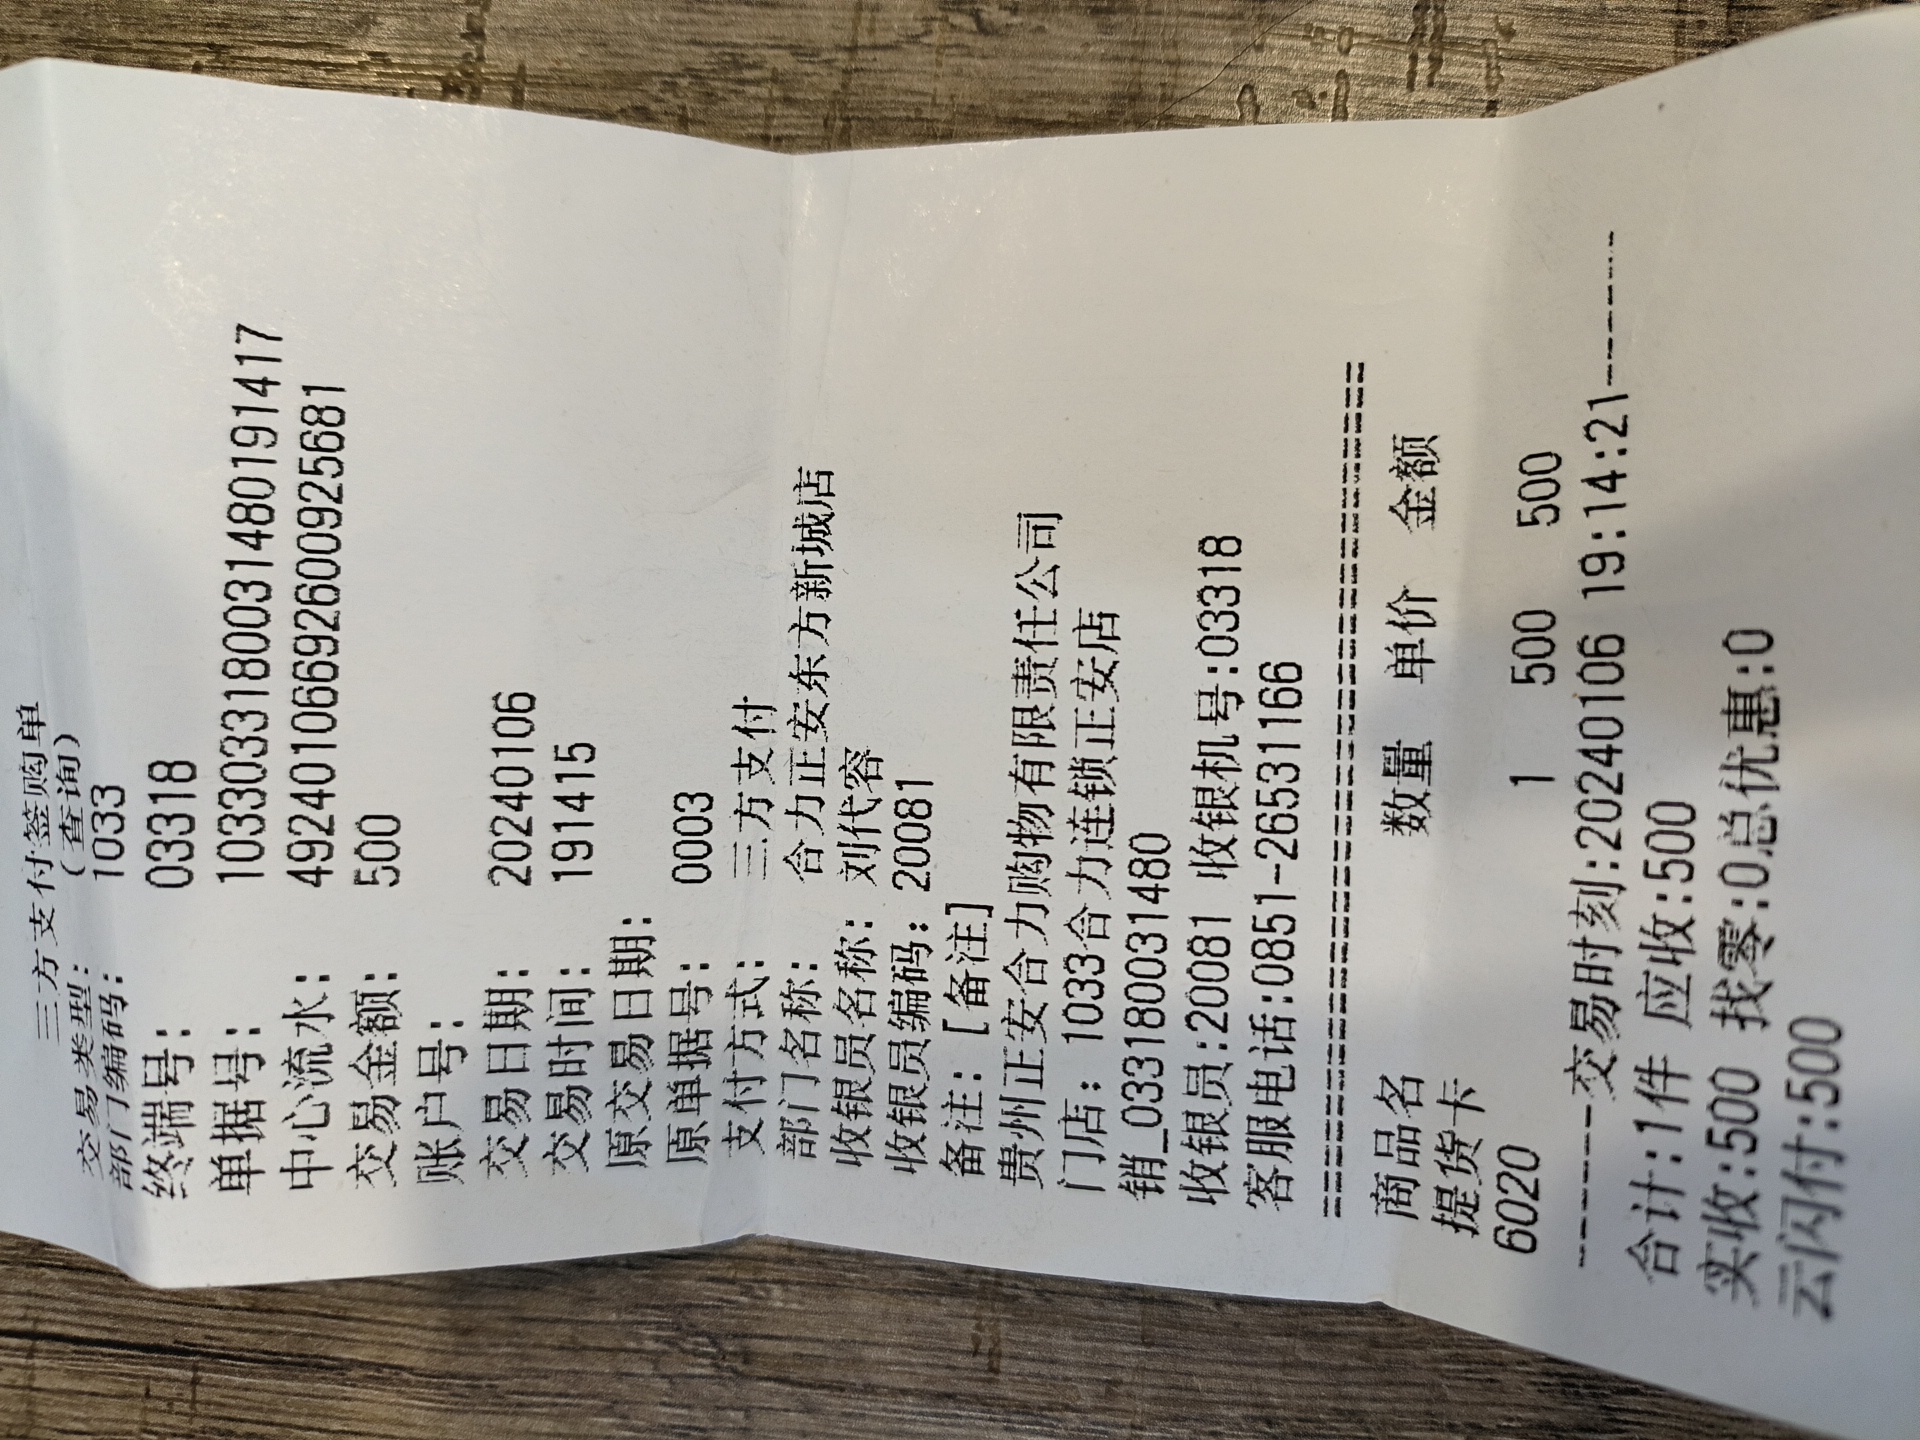 三方支付签购单
交易类型： (查询)
部门编码： 1033
终端号： 03318
单据号： 1033033180031480191417
中心流水： 4924010669260092256​81
交易金额： 500
账户号：
交易日期： 20240106
交易时间： 191415
原交易日期：
原单据号： 0003
支付方式： 三方支付
部门名称： 合力正安东方新城店
收银员名称： 刘代容
收银员编码： 20081
备注： [备注]
贵州正安合力购物有限责任公司
门店：1033合力连锁正安店
销_033180031480
收银员:20081 收银机号:03318
客服电话:0851-26531166
==========================================
商品名 数量 单价 金额
提货卡
6020 1 500 500
-----交易时刻:20240106 19:14:21--------
合计:1件 应收:500
实收:500 找零:0总优惠:0
云闪付:500